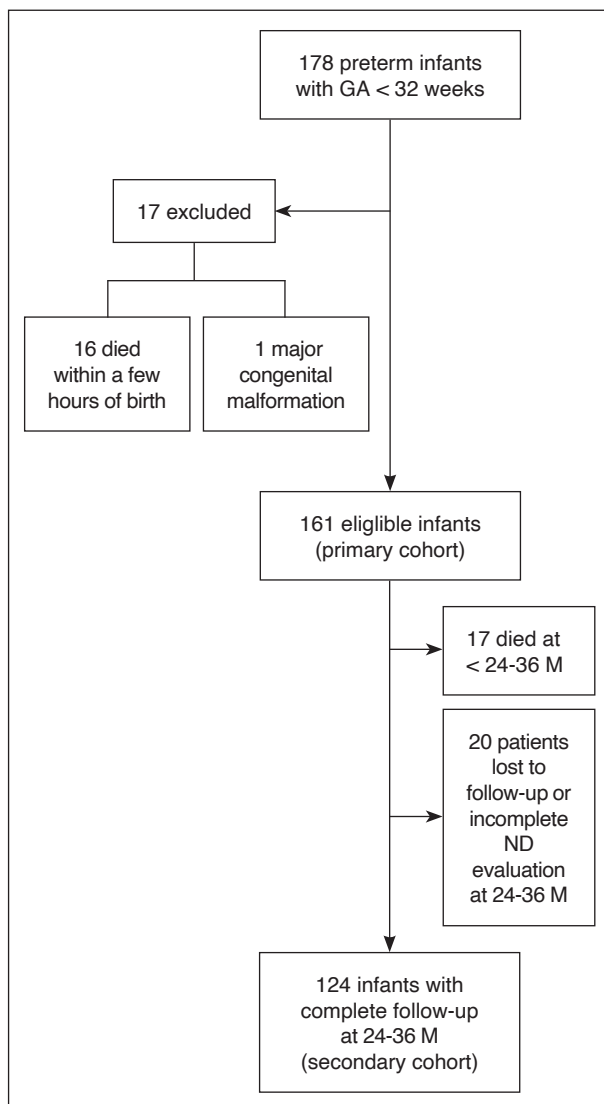 178 preterm infants
with GA < 32 weeks
17 excluded
16 died
within a few
hours of birth
1 major
congenital
malformation
161 eliglible infants
(primary cohort)
17 died at
< 24-36 M
20 patients
lost to
follow-up or
incomplete
ND
evaluation
at 24-36 M
124 infants with
complete follow-up
at 24-36 M
(secondary cohort)